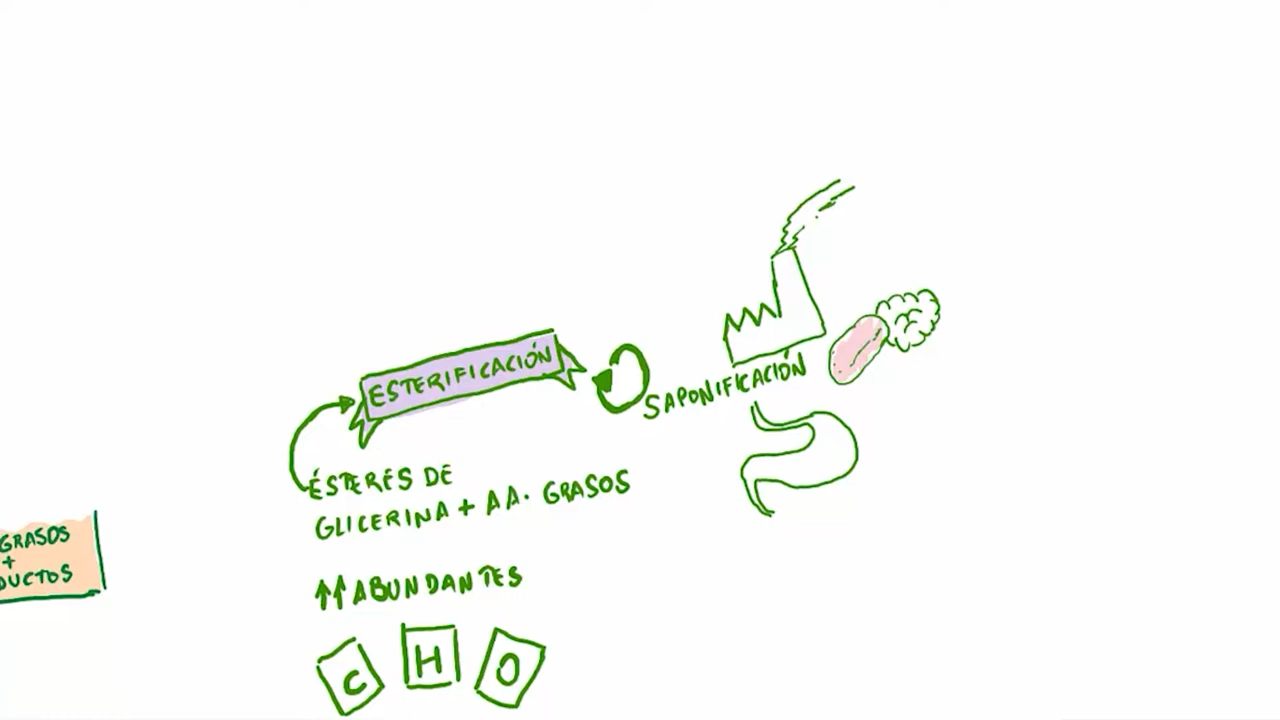 ESTERIFICACIÓN
SAPONIFICACIÓN
ÉSTERES DE
GLICERINA + AA. GRASOS
↑↑ABUNDANTES
C H O
GRASOS
+
DUCTOS